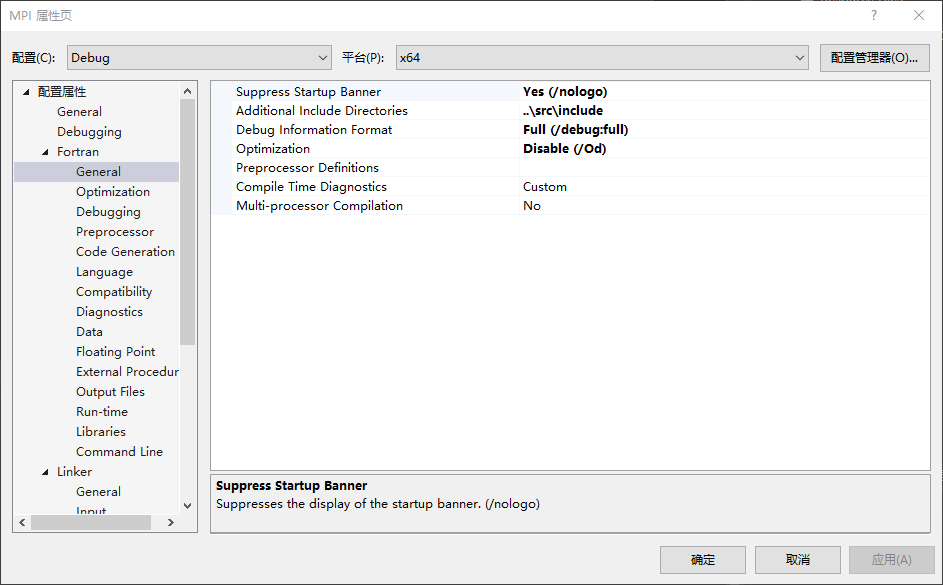 MPI 属性页
配置(C): Debug 平台(P): x64 配置管理器(O)...
配置属性
General
Debugging
Fortran
General
Optimization
Debugging
Preprocessor
Code Generation
Language
Compatibility
Diagnostics
Data
Floating Point
External Procedur
Output Files
Run-time
Libraries
Command Line
Linker
General
Input
Suppress Startup Banner Yes (/nologo)
Additional Include Directories ..\src\include
Debug Information Format Full (/debug:full)
Optimization Disable (/Od)
Preprocessor Definitions
Compile Time Diagnostics Custom
Multi-processor Compilation No
Suppress Startup Banner
Suppresses the display of the startup banner. (/nologo)
确定 取消 应用(A)